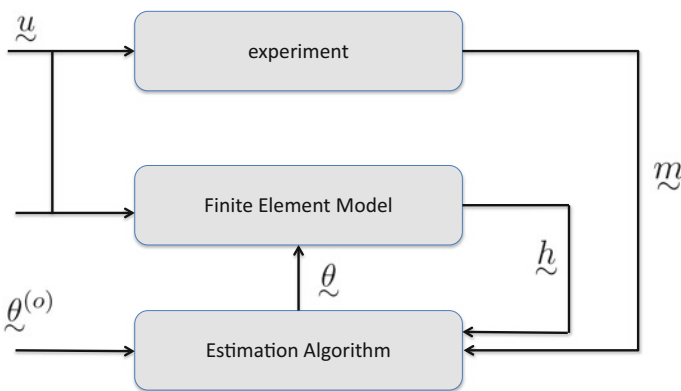 u
experiment
m
Finite Element Model
h
θ
θ(o)
Estimation Algorithm